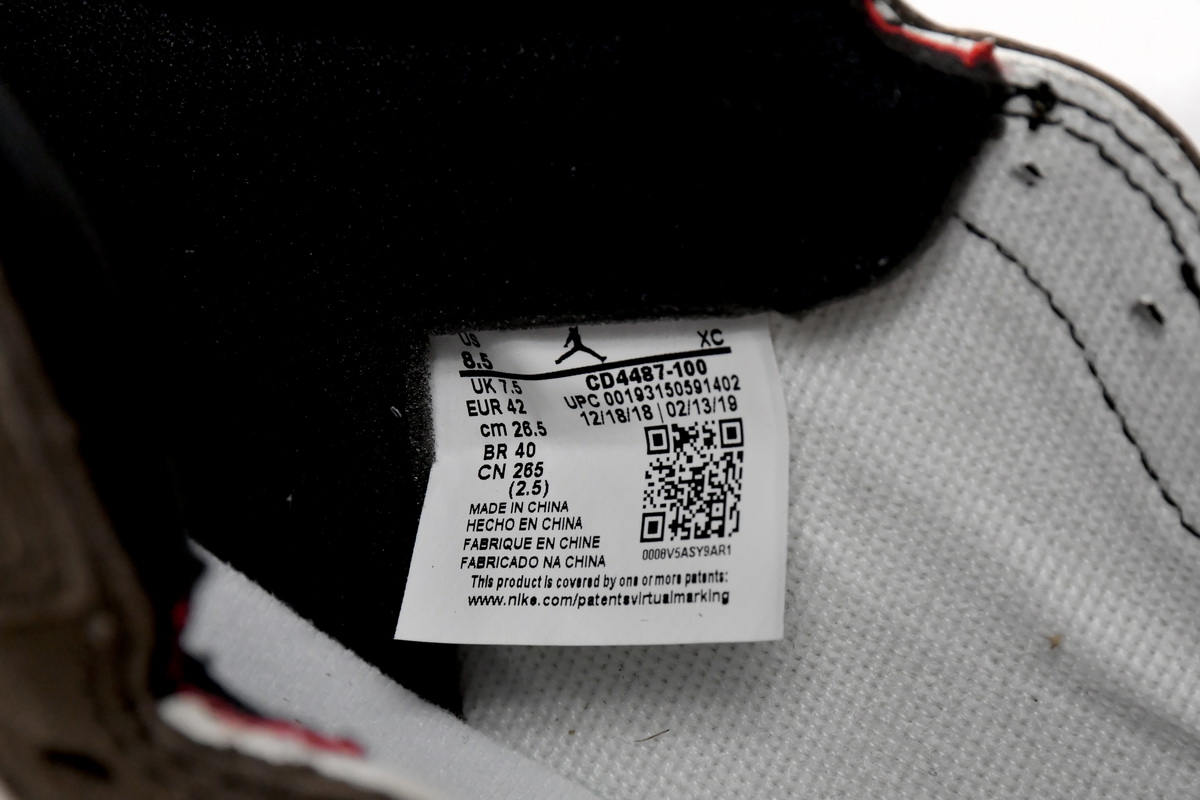 US
8.5
XC
UK 7.5
CD4487-100
EUR 42
UPC 00193150591402
cm 26.5
12/18/18 | 02/13/19
BR 40
CN 265
(2.5)
MADE IN CHINA
HECHO EN CHINA
FABRIQUE EN CHINE
FABRICADO NA CHINA
0008V5ASY9AR1
This product is covered by one or more patents:
www.nike.com/patentsvirtualmarking